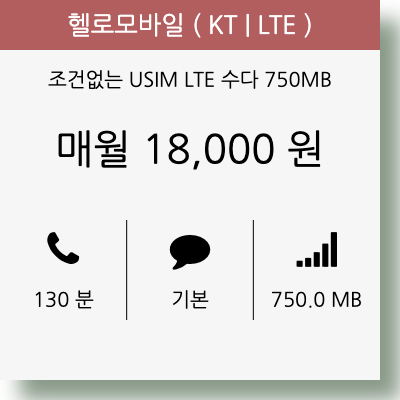 헬로모바일 ( KT | LTE )
조건없는 USIM LTE 수다 750MB
매월 18,000 원
130 분
기본
750.0 MB